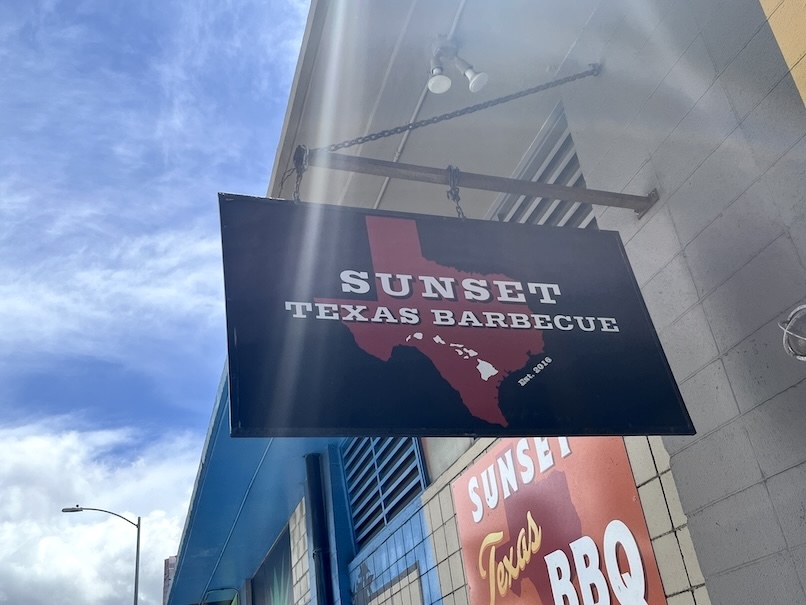 SUNSET
TEXAS BARBECUE
Est. 2016
SUNSET
Texas
BBQ